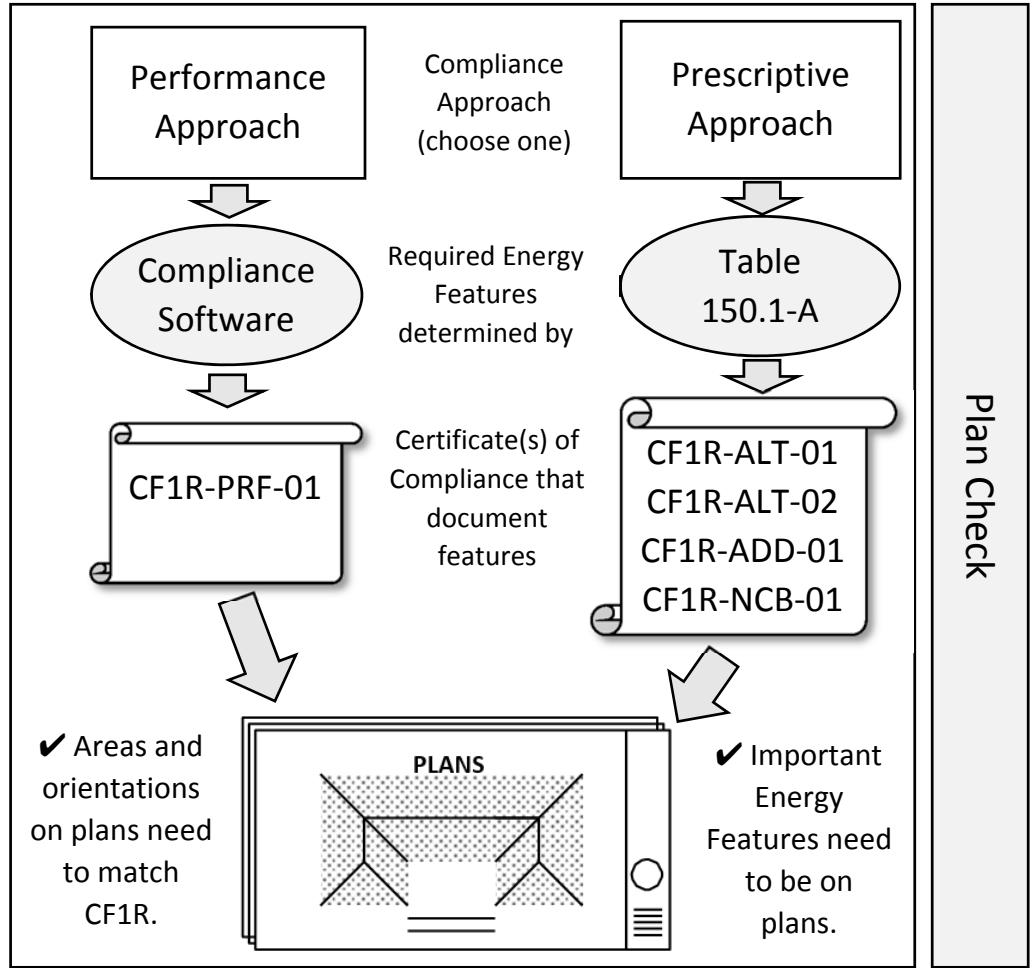 Performance
Approach
Compliance
Approach
(choose one)
Prescriptive
Approach
Compliance
Software
Required Energy
Features
determined by
Table
150.1-A
CF1R-PRF-01
Certificate(s) of
Compliance that
document
features
CF1R-ALT-01
CF1R-ALT-02
CF1R-ADD-01
CF1R-NCB-01
✔ Areas and
orientations
on plans need
to match
CF1R.
PLANS
✔ Important
Energy
Features need
to be on
plans.
Plan Check